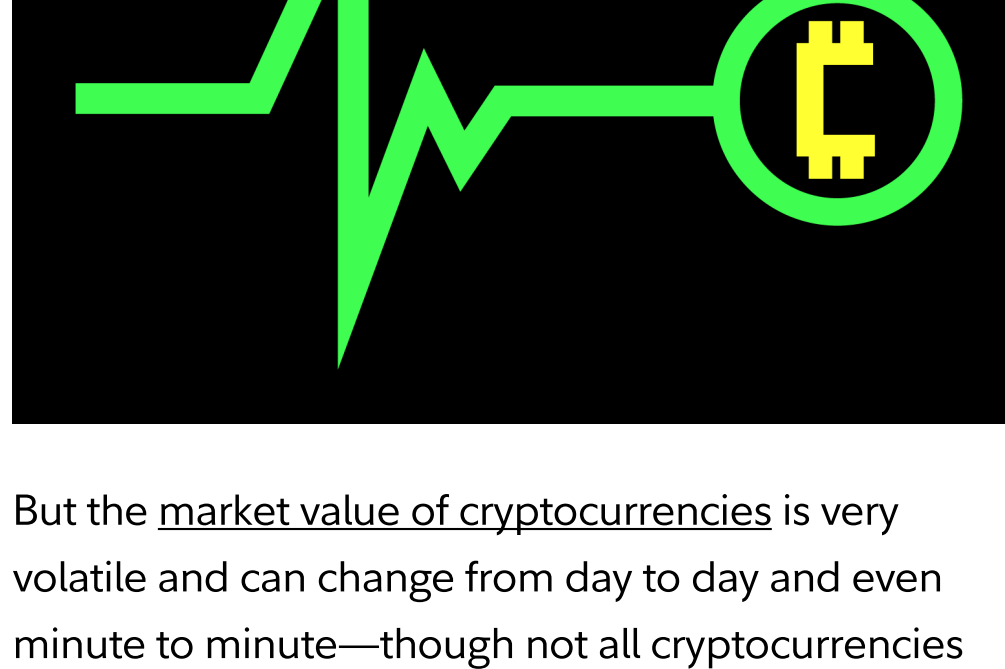 But the market value of cryptocurrencies is very
volatile and can change from day to day and even
minute to minute—though not all cryptocurrencies